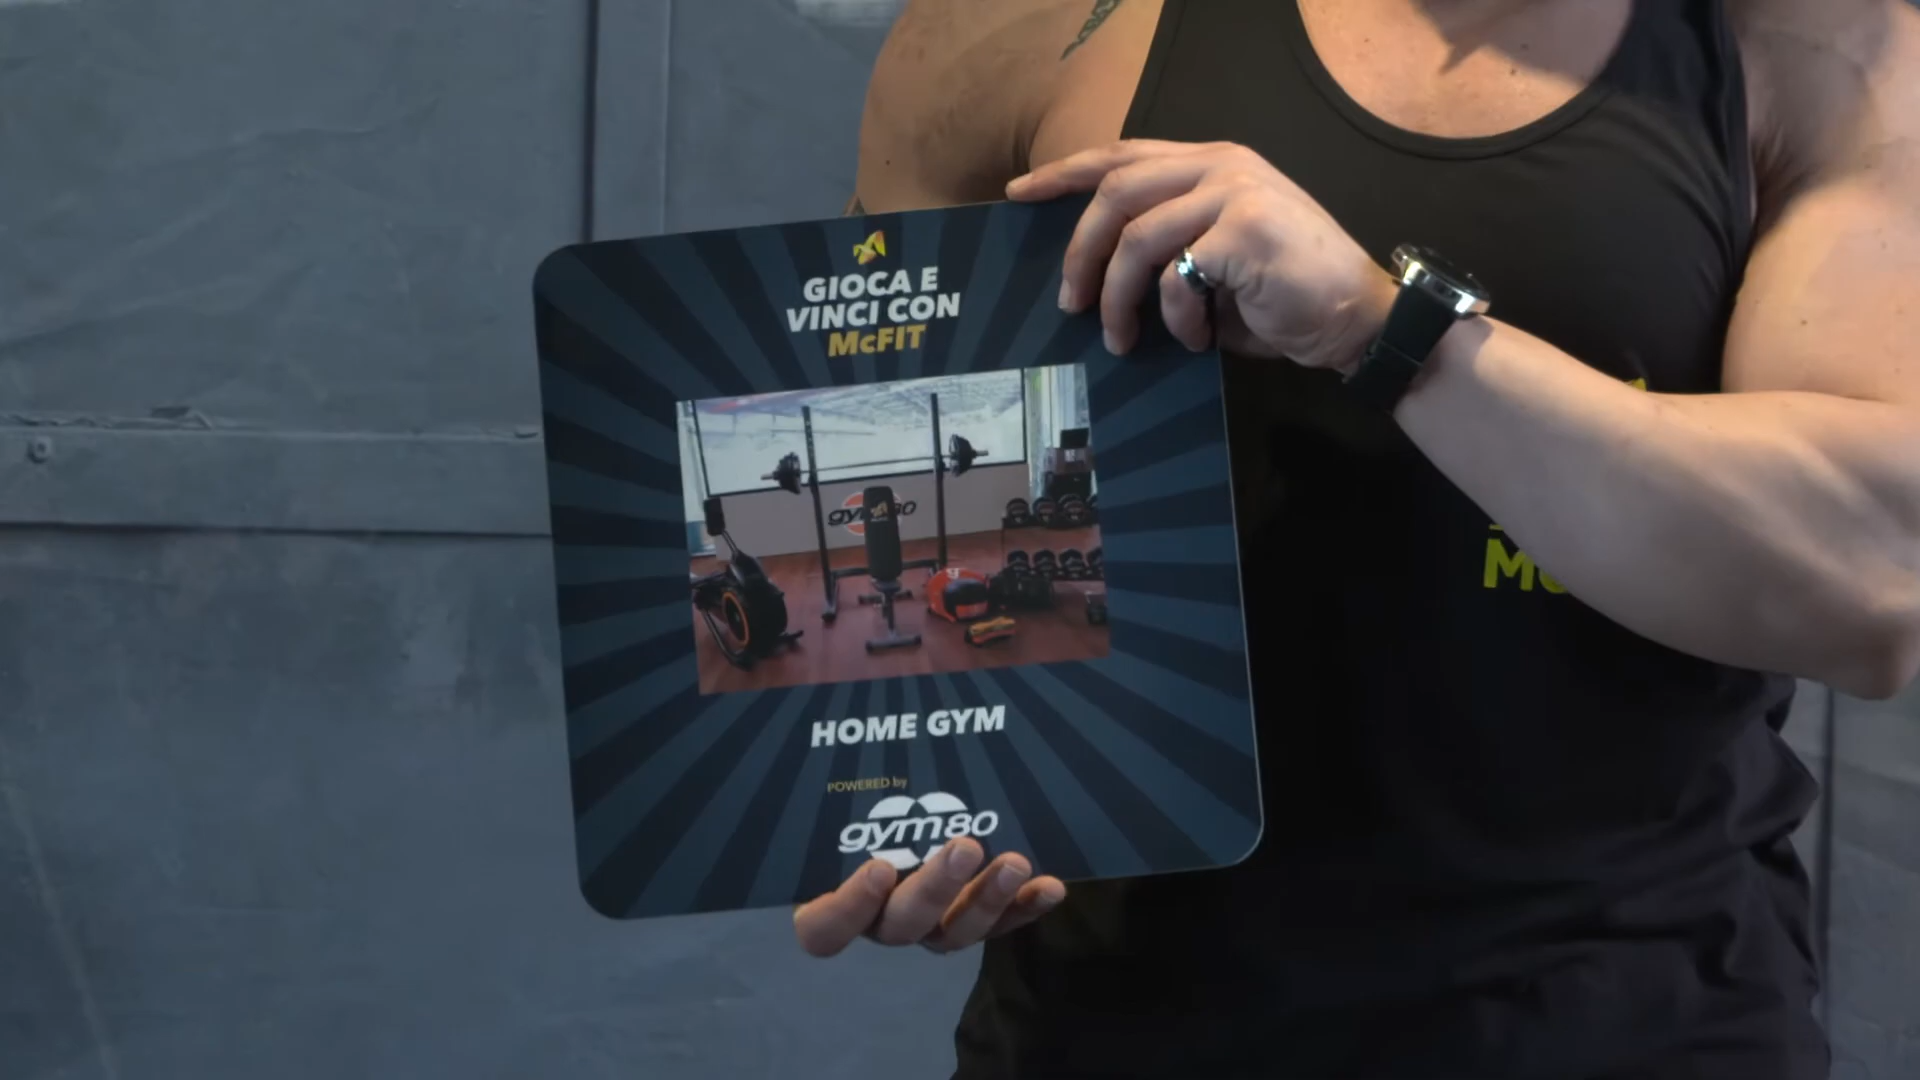 GIOCA E
VINCI CON
McFIT
gym80
HOME GYM
POWERED by
gym80